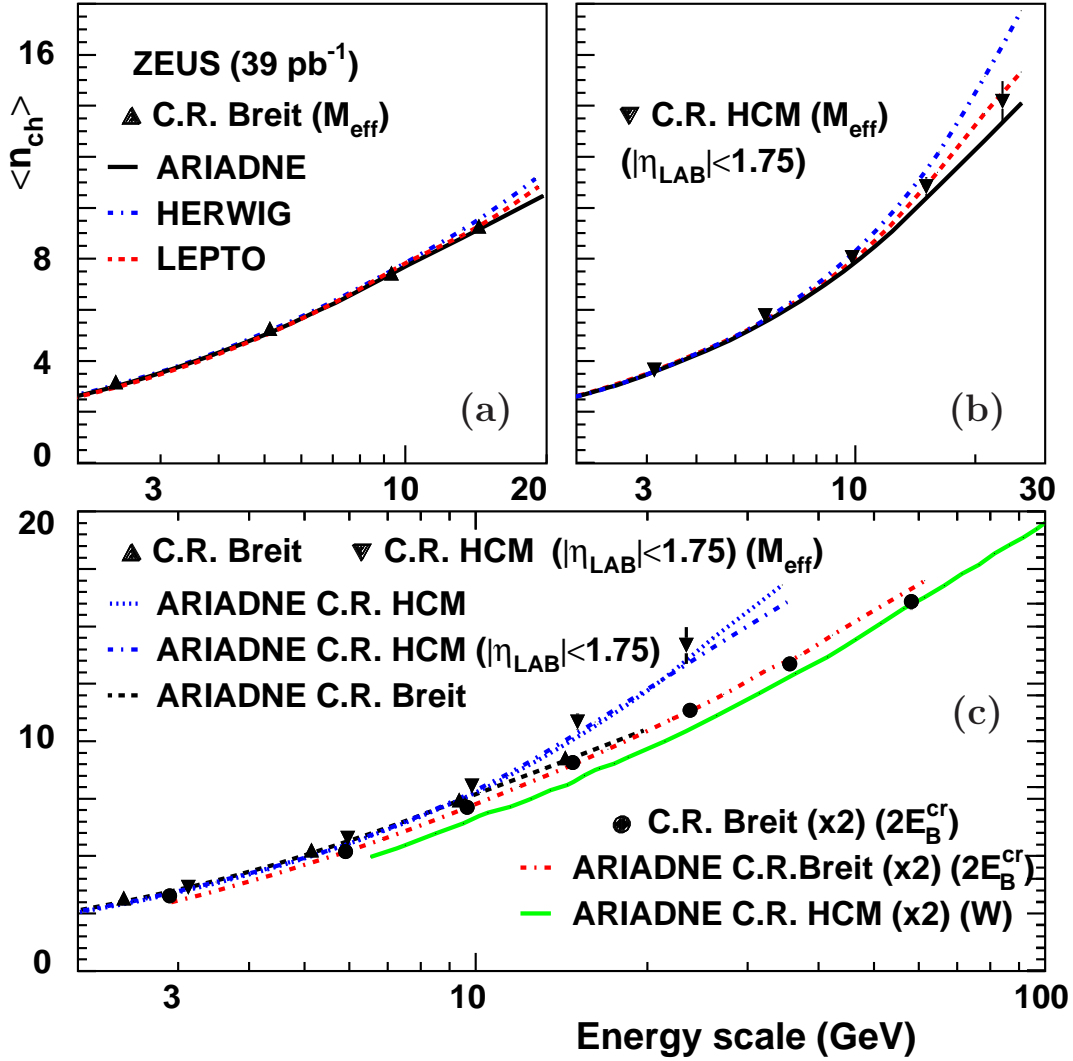 <n_ch>
16
12
8
4
0
ZEUS (39 pb^-1)
C.R. Breit (M_eff)
ARIADNE
HERWIG
LEPTO
(a)
3 10 20
C.R. HCM (M_eff)
(|η_LAB|<1.75)
(b)
3 10 30
20
10
0
C.R. Breit C.R. HCM (|η_LAB|<1.75) (M_eff)
ARIADNE C.R. HCM
ARIADNE C.R. HCM (|η_LAB|<1.75)
ARIADNE C.R. Breit
(c)
C.R. Breit (x2) (2E_B^cr)
ARIADNE C.R.Breit (x2) (2E_B^cr)
ARIADNE C.R. HCM (x2) (W)
3 10 100
Energy scale (GeV)